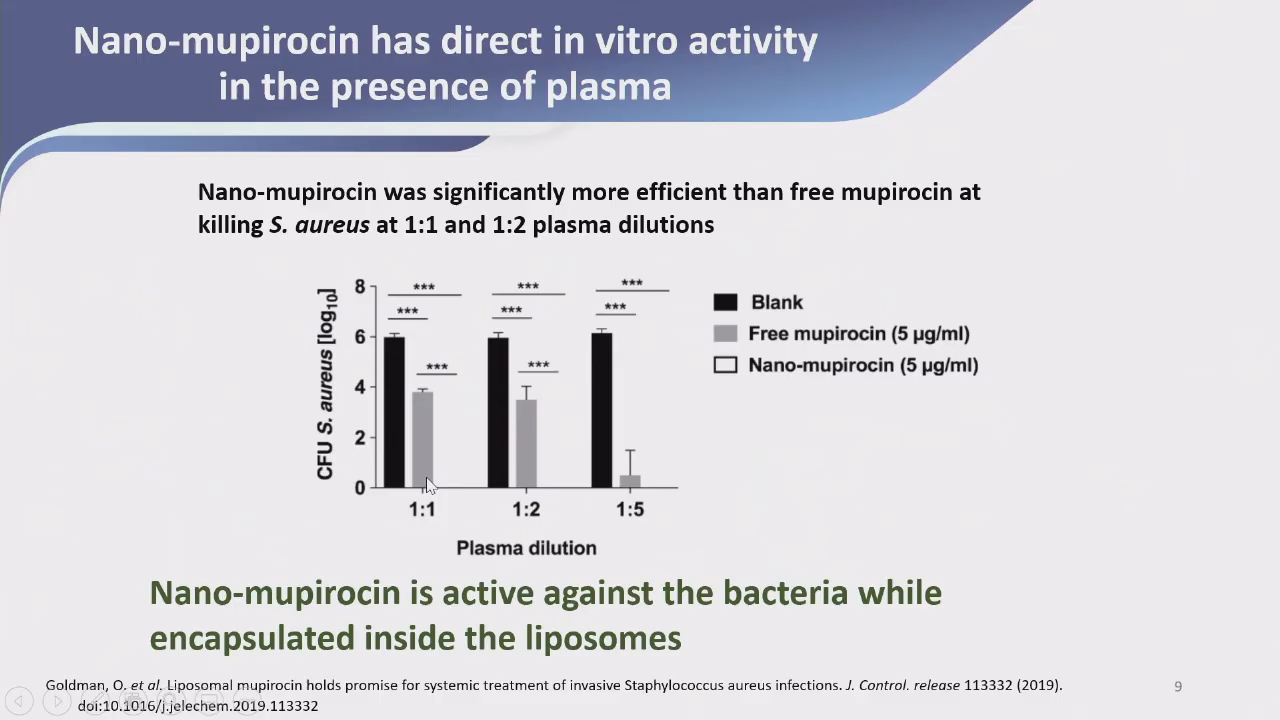 Nano-mupirocin has direct in vitro activity
in the presence of plasma
Nano-mupirocin was significantly more efficient than free mupirocin at
killing S. aureus at 1:1 and 1:2 plasma dilutions
CFU S. aureus [log10]
8
6
4
2
0
***
***
***
***
***
***
***
***
1:1
1:2
1:5
Plasma dilution
Blank
Free mupirocin (5 µg/ml)
Nano-mupirocin (5 µg/ml)
Nano-mupirocin is active against the bacteria while
encapsulated inside the liposomes
Goldman, O. et al. Liposomal mupirocin holds promise for systemic treatment of invasive Staphylococcus aureus infections. J. Control. release 113332 (2019).
doi:10.1016/j.jelechem.2019.113332
9